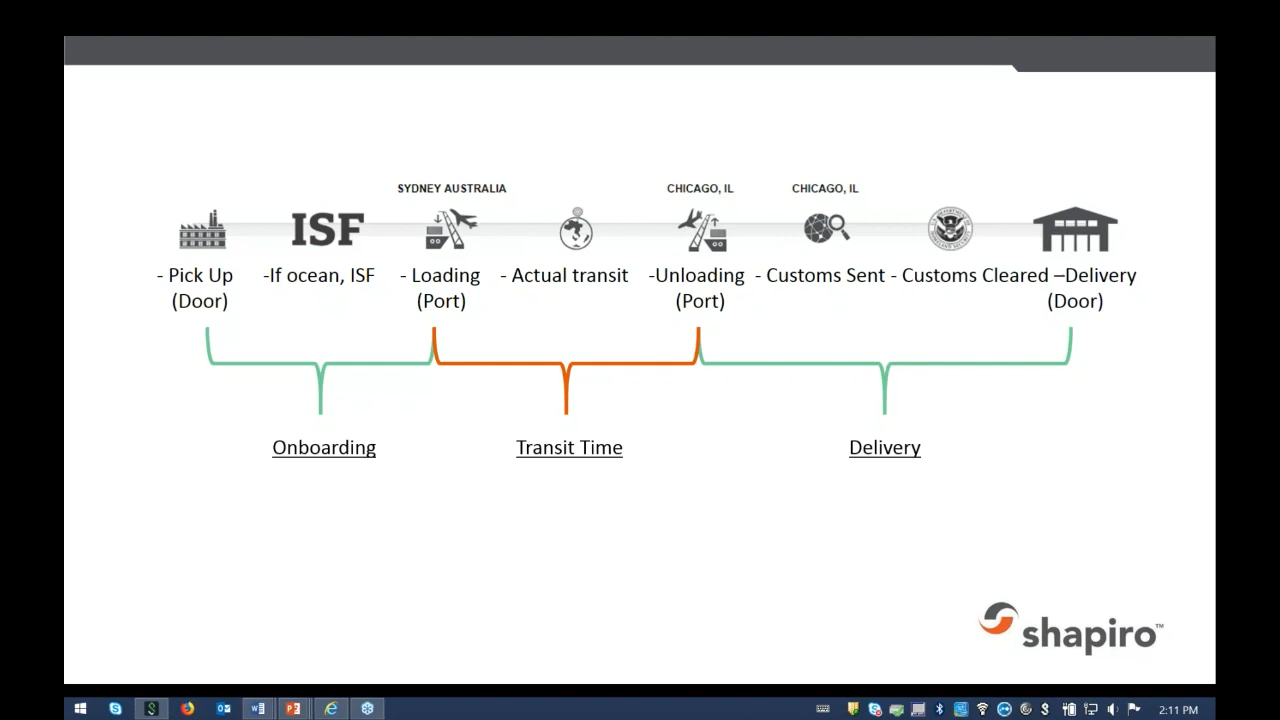 SYDNEY AUSTRALIA
CHICAGO, IL
CHICAGO, IL
ISF
- Pick Up
(Door)
-If ocean, ISF
- Loading
(Port)
- Actual transit
-Unloading
(Port)
- Customs Sent
- Customs Cleared
–Delivery
(Door)
Onboarding
Transit Time
Delivery
shapiro™
2:11 PM